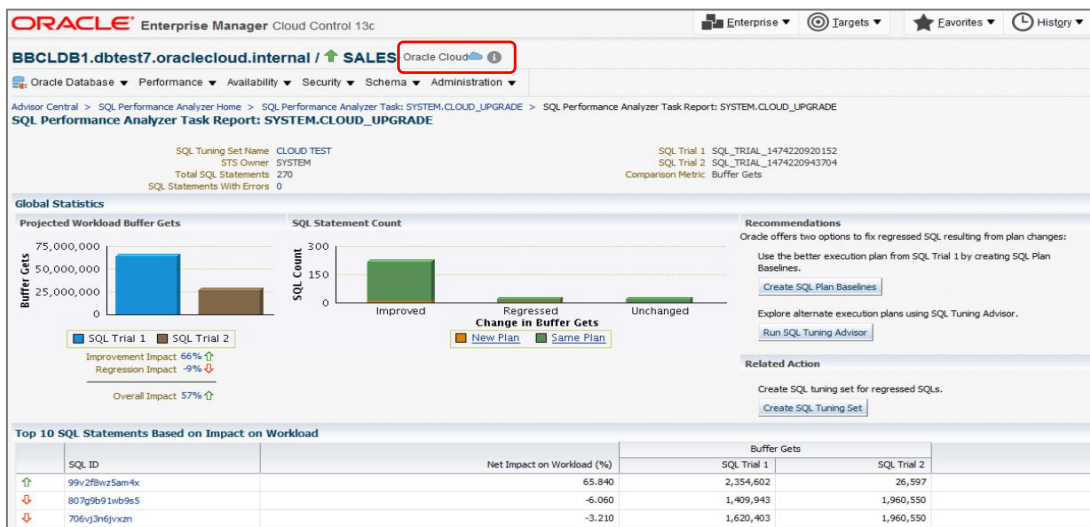 ORACLE Enterprise Manager Cloud Control 13c
Enterprise ▼ Targets ▼ Favorites ▼ History ▼
BBCLDB1.dbtest7.oraclecloud.internal / SALES Oracle Cloud
Oracle Database ▼ Performance ▼ Availability ▼ Security ▼ Schema ▼ Administration ▼
Advisor Central > SQL Performance Analyzer Home > SQL Performance Analyzer Task: SYSTEM.CLOUD_UPGRADE > SQL Performance Analyzer Task Report: SYSTEM.CLOUD_UPGRADE
SQL Performance Analyzer Task Report: SYSTEM.CLOUD_UPGRADE
SQL Tuning Set Name CLOUD TEST
STS Owner SYSTEM
Total SQL Statements 270
SQL Statements With Errors 0
SQL Trial 1 SQL_TRIAL_1474220920152
SQL Trial 2 SQL_TRIAL_1474220943704
Comparison Metric Buffer Gets
Global Statistics
Projected Workload Buffer Gets
Buffer Gets
75,000,000
50,000,000
25,000,000
0
SQL Trial 1 SQL Trial 2
Improvement Impact 66%
Regression Impact -9%
Overall Impact 57%
SQL Statement Count
SQL Count
300
150
0
Improved Regressed Unchanged
Change in Buffer Gets
New Plan Same Plan
Recommendations
Oracle offers two options to fix regressed SQL resulting from plan changes:
Use the better execution plan from SQL Trial 1 by creating SQL Plan
Baselines.
Create SQL Plan Baselines
Explore alternate execution plans using SQL Tuning Advisor.
Run SQL Tuning Advisor
Related Action
Create SQL tuning set for regressed SQLs.
Create SQL Tuning Set
Top 10 SQL Statements Based on Impact on Workload
Buffer Gets
SQL ID Net Impact on Workload (%) SQL Trial 1 SQL Trial 2
99v2f8wz5am4x 65.840 2,354,602 26,597
807g9b91wb9s5 -6.060 1,409,943 1,960,550
706vj3n6jvxzn -3.210 1,620,403 1,960,550